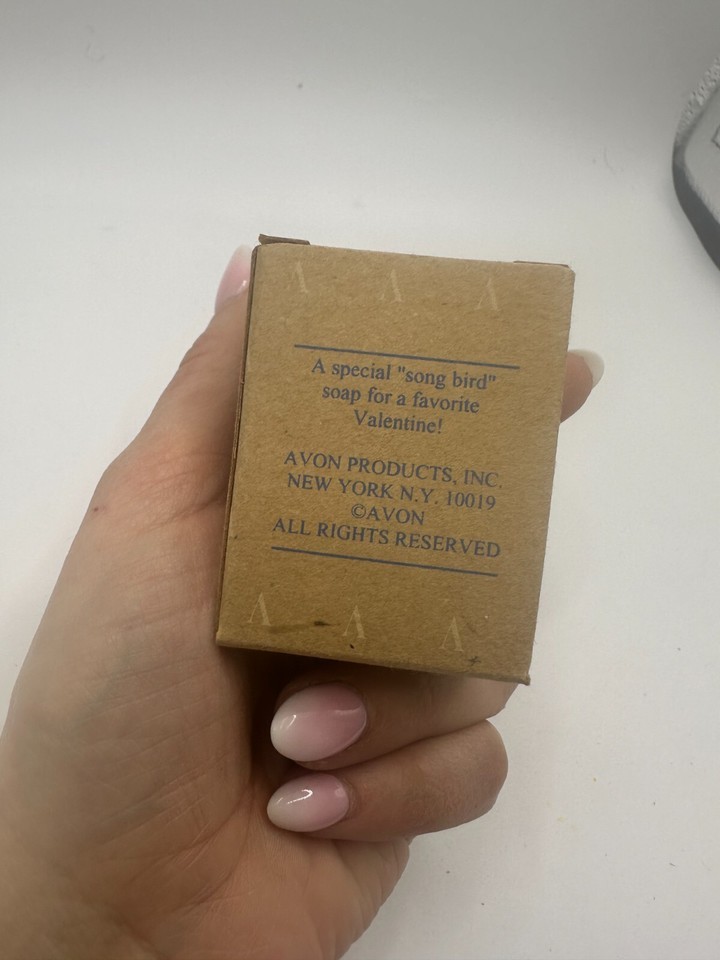 A special "song bird"
soap for a favorite
Valentine!
AVON PRODUCTS, INC.
NEW YORK N.Y. 10019
©AVON
ALL RIGHTS RESERVED